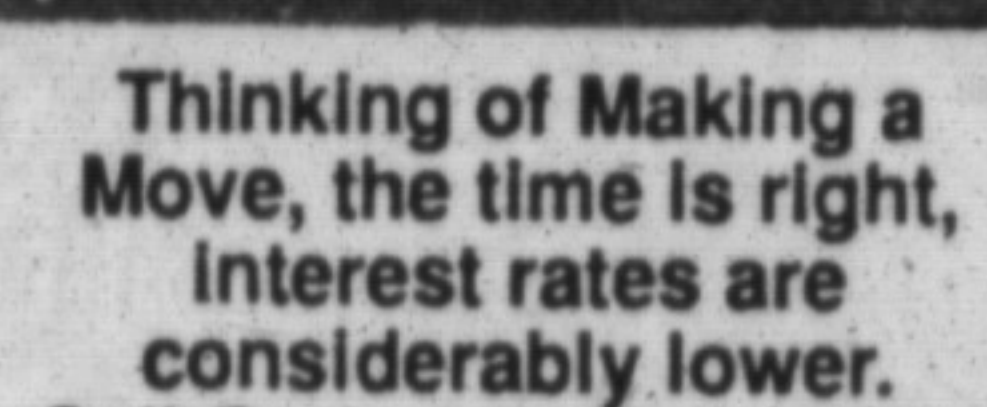 Thinking of Making a
Move, the time is right,
interest rates are
considerably lower.